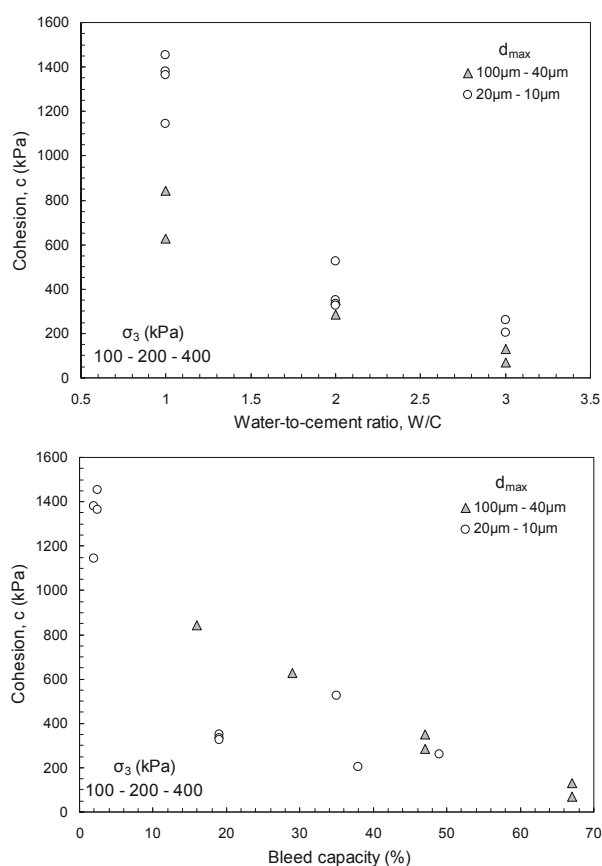 1600
1400
1200
1000
800
600
400
200
0
Cohesion, c (kPa)
d_max
100µm - 40µm
20µm - 10µm
σ3 (kPa)
100 - 200 - 400
0.5 1 1.5 2 2.5 3 3.5
Water-to-cement ratio, W/C
1600
1400
1200
1000
800
600
400
200
0
Cohesion, c (kPa)
d_max
100µm - 40µm
20µm - 10µm
σ3 (kPa)
100 - 200 - 400
0 10 20 30 40 50 60 70
Bleed capacity (%)